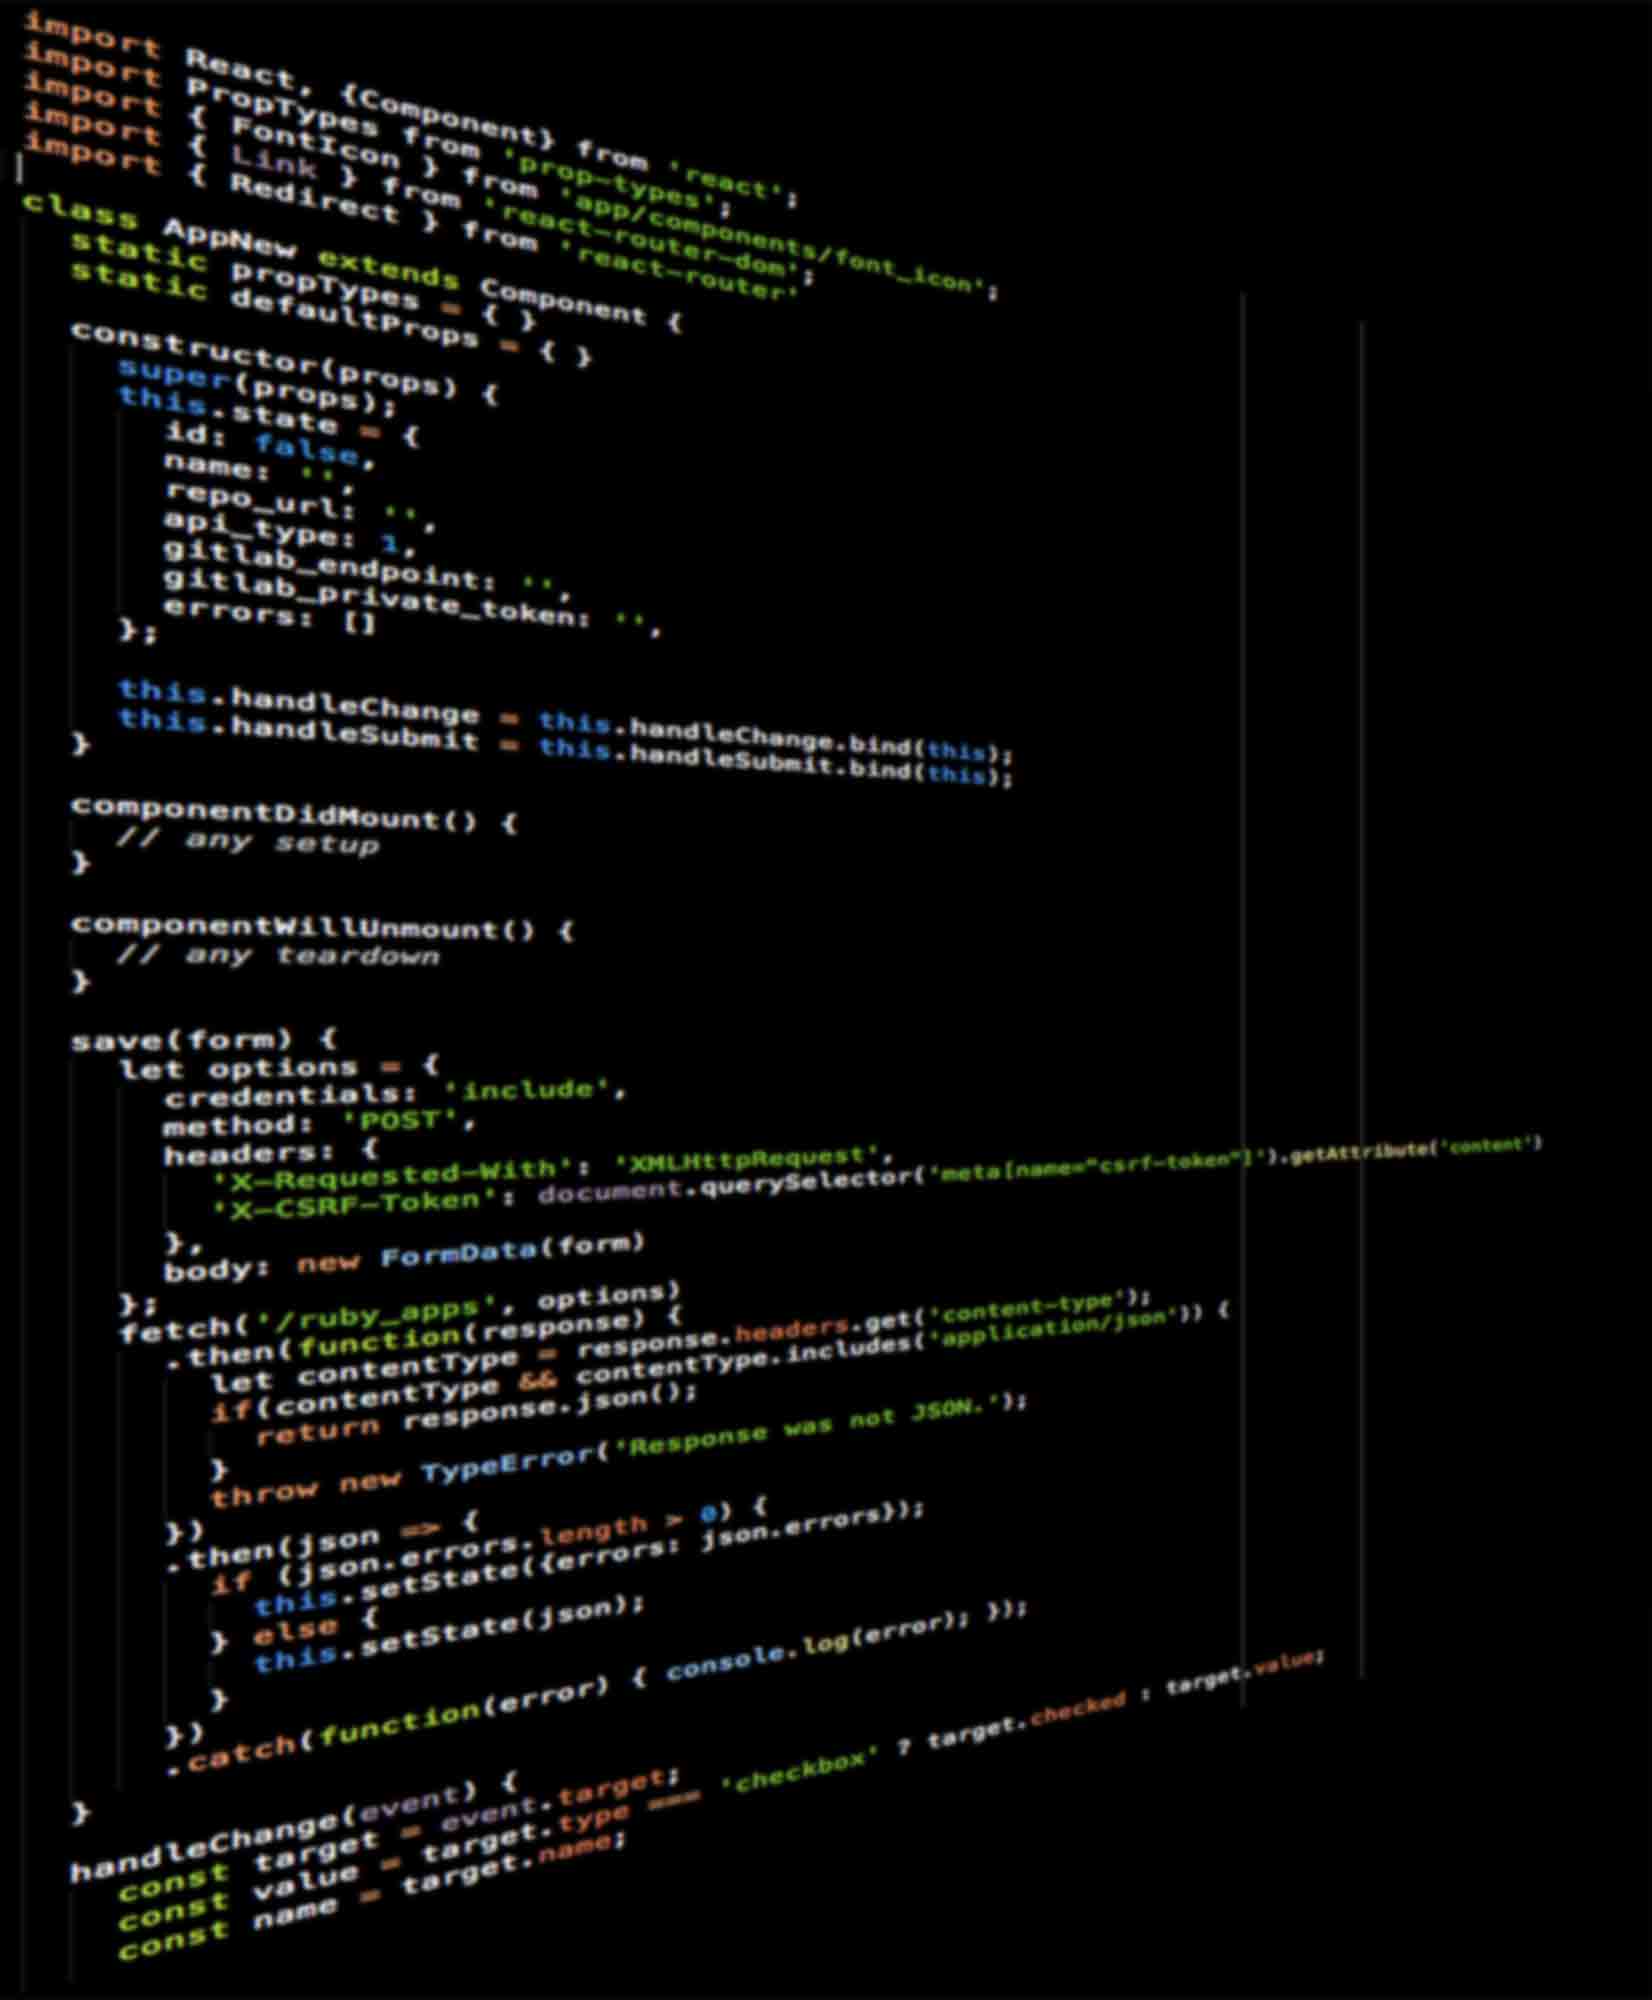 import React, {Component} from 'react';
import PropTypes from 'prop-types';
import { FontIcon } from 'app/components/font_icon';
import { Link } from 'react-router-dom';
import { Redirect } from 'react-router'
class AppNew extends Component {
static propTypes = { }
static defaultProps = { }
constructor(props) {
super(props);
this.state = {
id: false,
name: '',
repo_url: '',
api_type: 1,
gitlab_endpoint: '',
gitlab_private_token: '',
errors: []
};
this.handleChange = this.handleChange.bind(this);
this.handleSubmit = this.handleSubmit.bind(this);
}
componentDidMount() {
// any setup
}
componentWillUnmount() {
// any teardown
}
save(form) {
let options = {
credentials: 'include',
method: 'POST',
headers: {
'X-Requested-With': 'XMLHttpRequest',
'X-CSRF-Token': document.querySelector('meta[name="csrf-token"]').getAttribute('content')
},
body: new FormData(form)
};
fetch('/ruby_apps', options)
.then(function(response) {
let contentType = response.headers.get('content-type');
if(contentType && contentType.includes('application/json')) {
return response.json();
}
throw new TypeError('Response was not JSON.');
})
.then(json => {
if (json.errors.length > 0) {
this.setState({errors: json.errors});
} else {
this.setState(json);
}
})
.catch(function(error) { console.log(error); });
}
handleChange(event) {
const target = event.target;
const value = target.type === 'checkbox' ? target.checked : target.value;
const name = target.name;